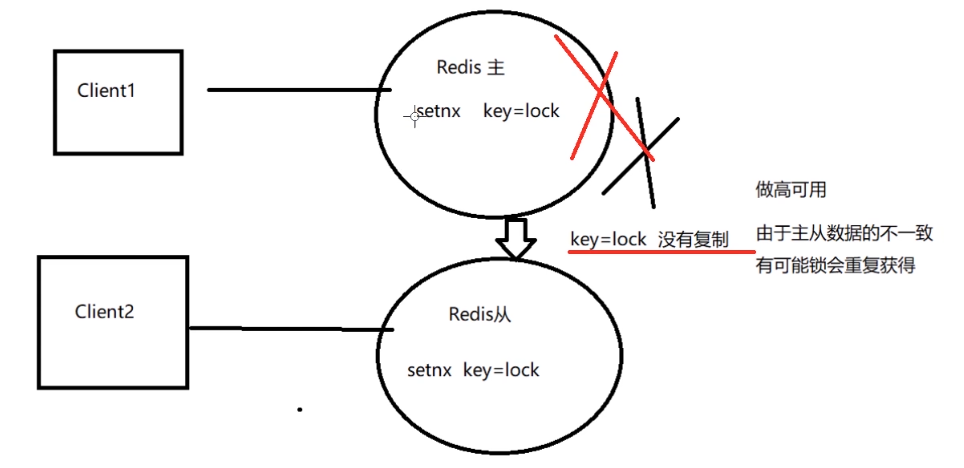 Redis 主
Client1
setnx key=lock
做高可用
key=lock 没有复制
由于主从数据的不一致
有可能锁会重复获得
Client2
Redis从
setnx key=lock